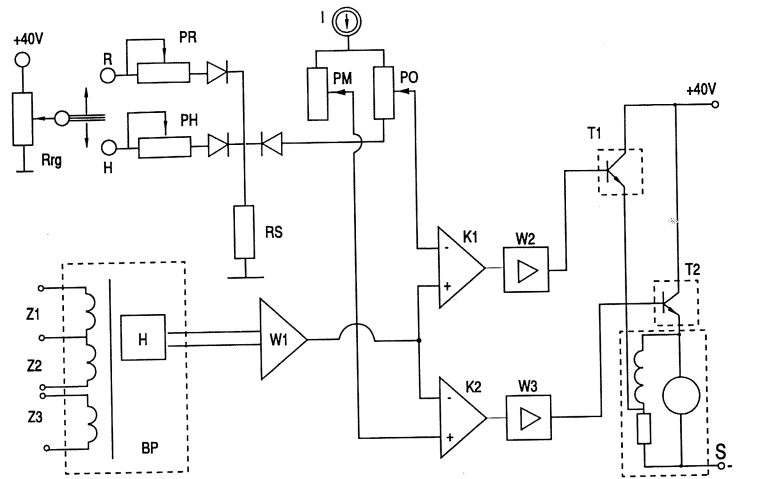 I
+40V
PR
R
PM
PO
+40V
PH
T1
Rrg
H
RS
K1
W2
-
+
T2
Z1
H
W1
Z2
K2
W3
-
Z3
+
BP
S
-